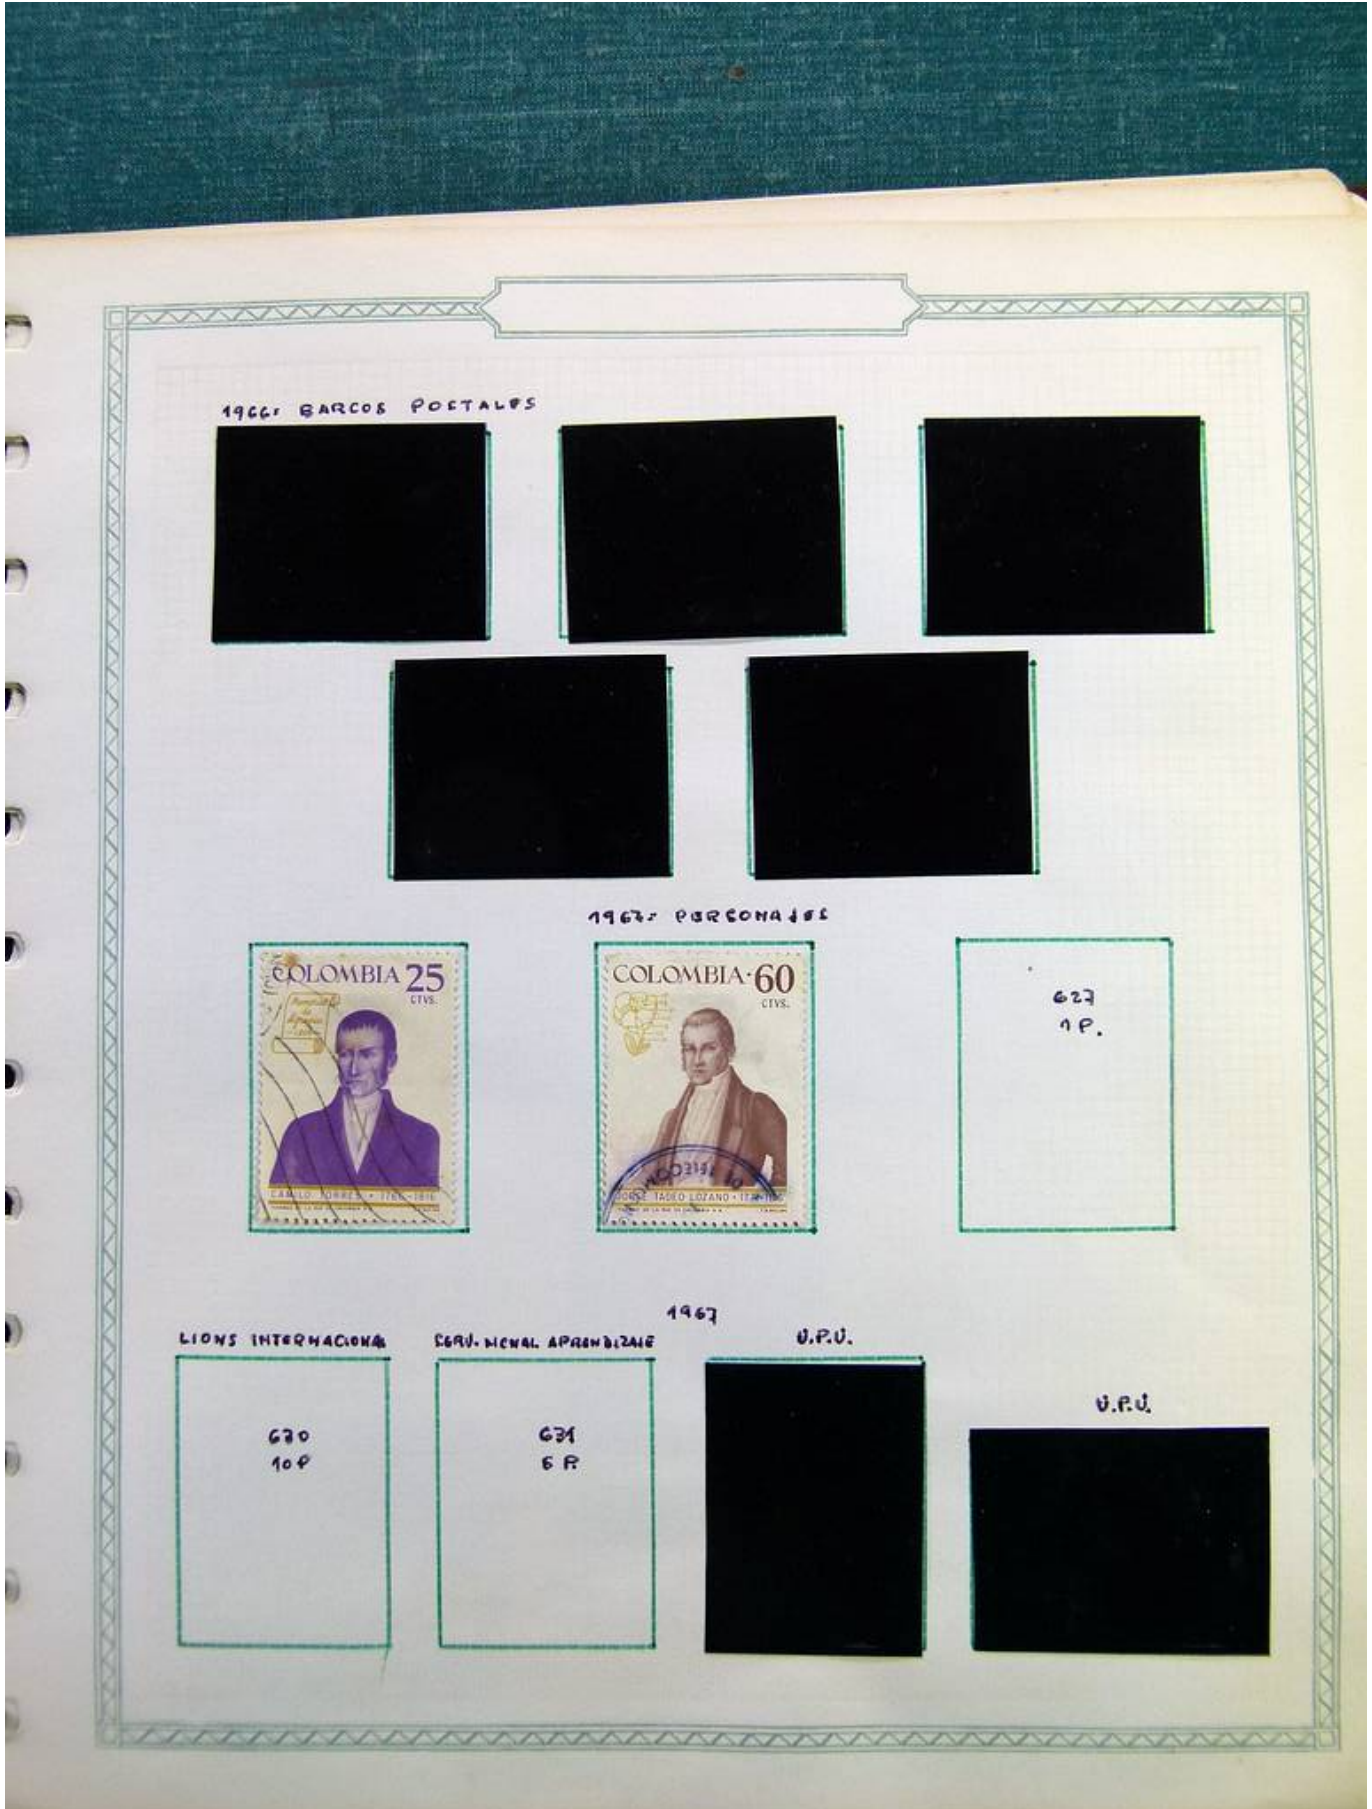 1966: BARCOS POSTALES
1967: PERSONAJES
COLOMBIA 25
CTVS.
CAMILO TORRES • 1766-1816
COLOMBIA·60
CTVS.
JORGE TADEO LOZANO •
627
1 P.
1967
LIONS INTERNACIONAL
SERV. NCNAL APRENDIZAJE
U.P.U.
U.P.U.
630
10 P
631
5 P.